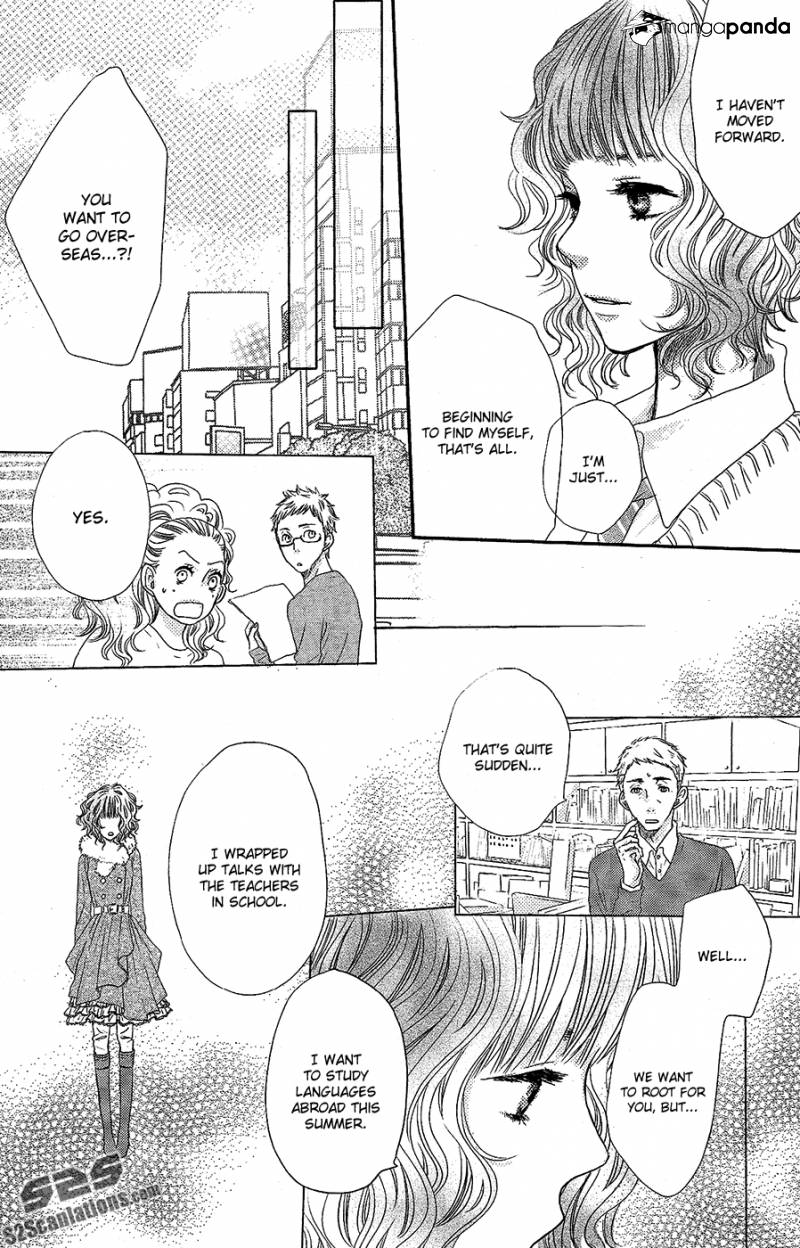 mangapanda
I HAVEN'T
MOVED
FORWARD.
I'M
JUST...
BEGINNING
TO FIND MYSELF,
THAT'S ALL.
YOU
WANT TO
GO OVER-
SEAS...?!
YES.
THAT'S QUITE
SUDDEN...
I WRAPPED
UP TALKS WITH
THE TEACHERS
IN SCHOOL.
WELL...
WE WANT
TO ROOT FOR
YOU, BUT...
I WANT
TO STUDY
LANGUAGES
ABROAD THIS
SUMMER.
S2S
S2Scanlations.com